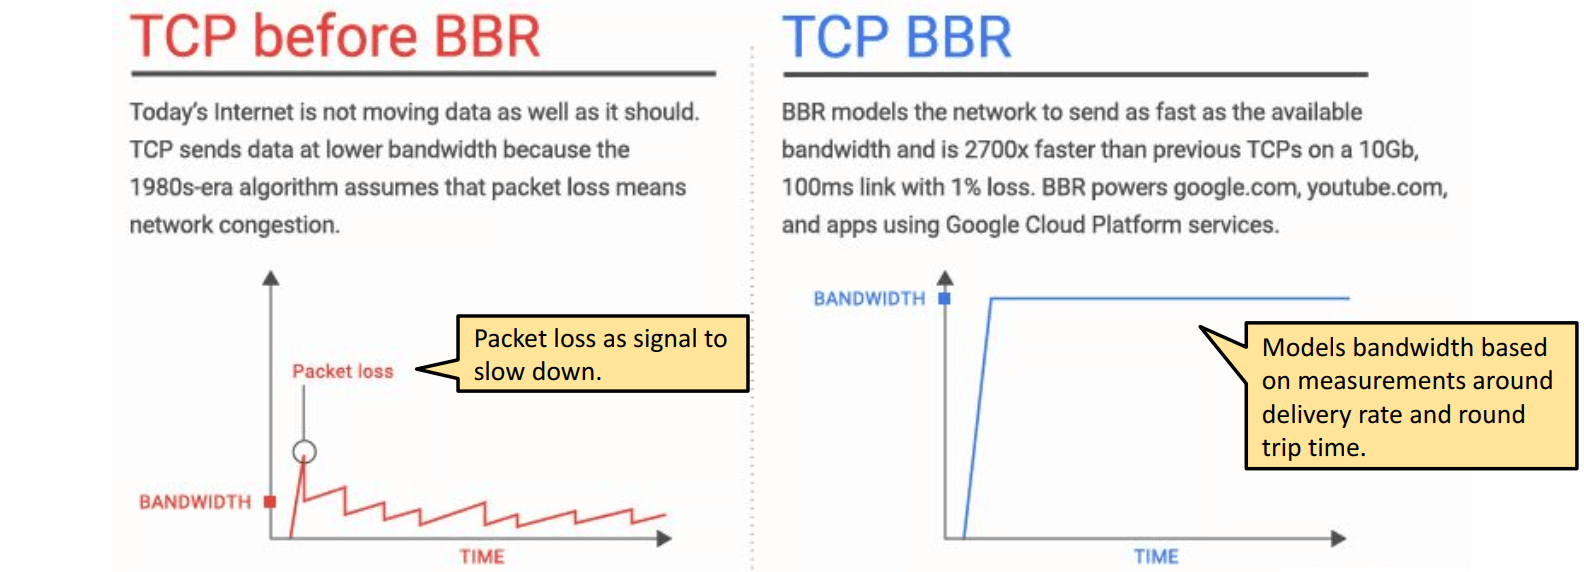 TCP before BBR
Today's Internet is not moving data as well as it should.
TCP sends data at lower bandwidth because the
1980s-era algorithm assumes that packet loss means
network congestion.
Packet loss
Packet loss as signal to
slow down.
BANDWIDTH
TIME
TCP BBR
BBR models the network to send as fast as the available
bandwidth and is 2700x faster than previous TCPs on a 10Gb,
100ms link with 1% loss. BBR powers google.com, youtube.com,
and apps using Google Cloud Platform services.
BANDWIDTH
Models bandwidth based
on measurements around
delivery rate and round
trip time.
TIME